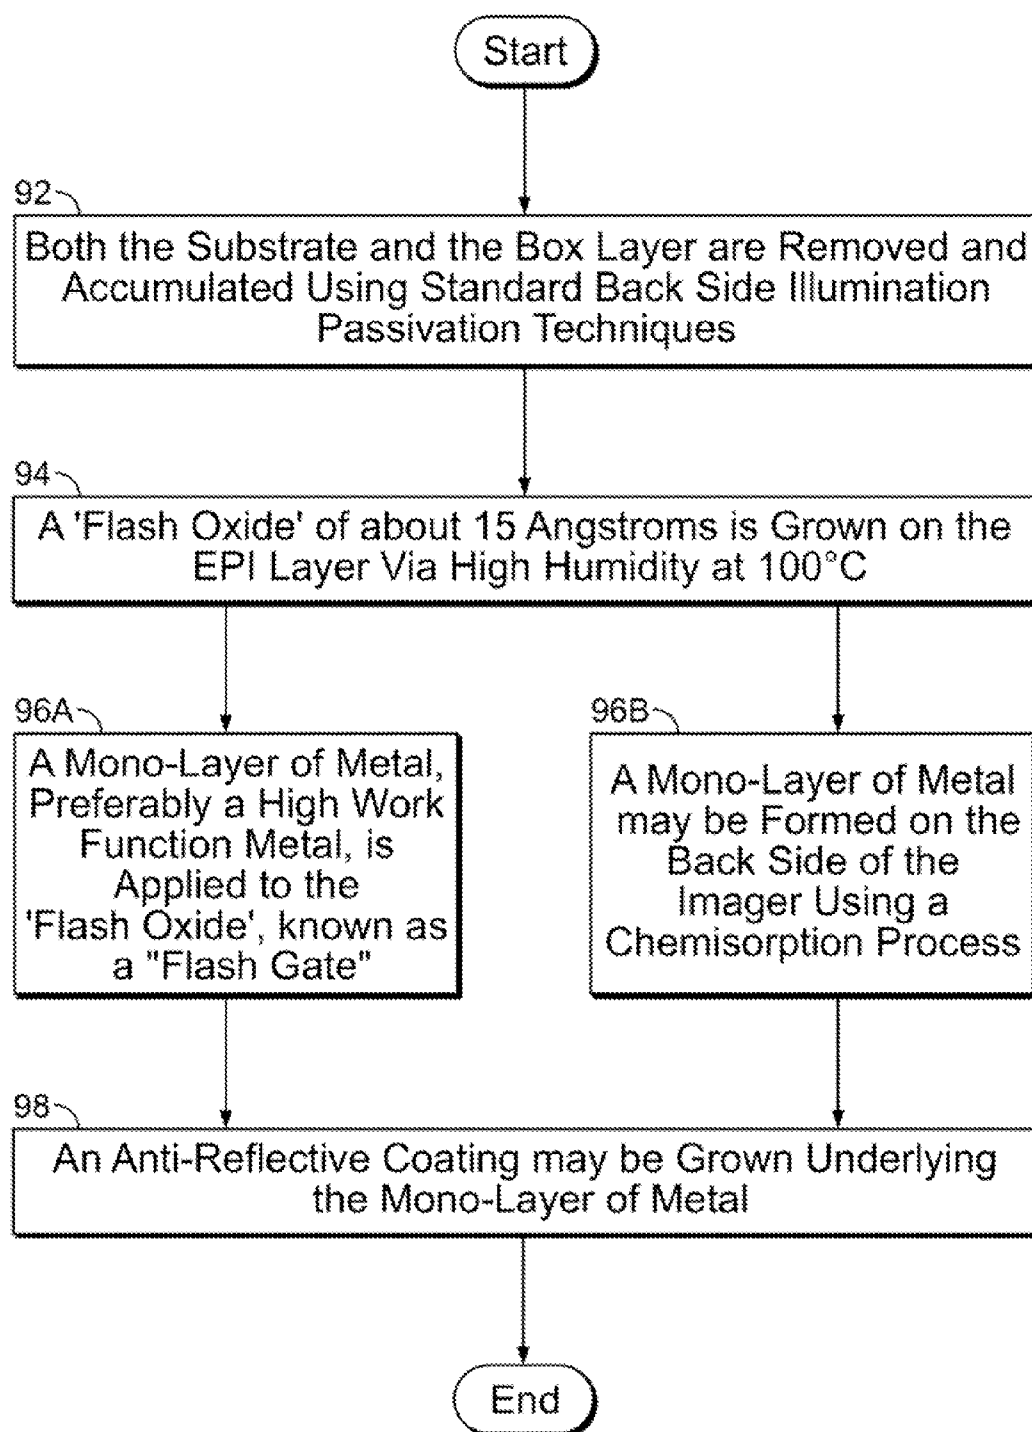 Start
92
Both the Substrate and the Box Layer are Removed and
Accumulated Using Standard Back Side Illumination
Passivation Techniques
94
A 'Flash Oxide' of about 15 Angstroms is Grown on the
EPI Layer Via High Humidity at 100°C
96A
A Mono-Layer of Metal,
Preferably a High Work
Function Metal, is
Applied to the
'Flash Oxide', known as
a "Flash Gate"
96B
A Mono-Layer of Metal
may be Formed on the
Back Side of the
Imager Using a
Chemisorption Process
98
An Anti-Reflective Coating may be Grown Underlying
the Mono-Layer of Metal
End